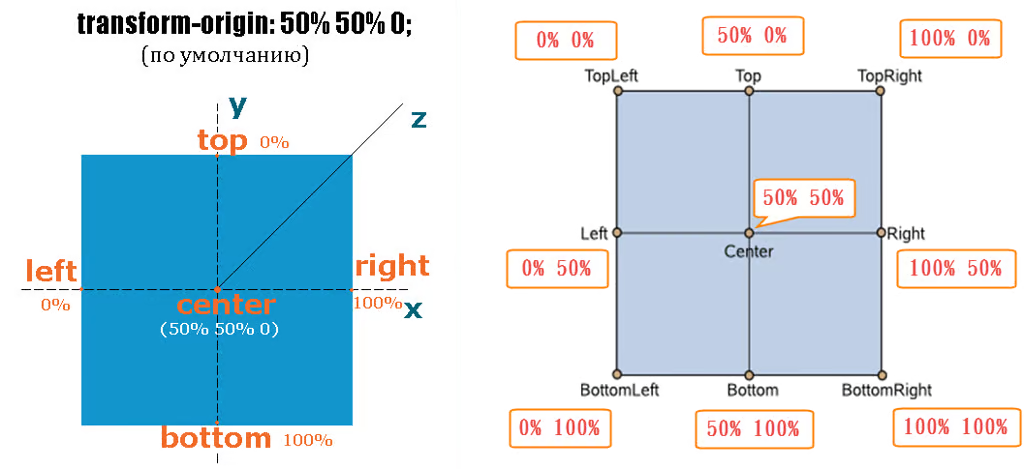 transform-origin: 50% 50% 0;
(по умолчанию)
y
z
top 0%
left
0%
right
100%
x
center
(50% 50% 0)
bottom 100%
0% 0%
50% 0%
100% 0%
TopLeft
Top
TopRight
50% 50%
Left
Center
Right
0% 50%
100% 50%
BottomLeft
Bottom
BottomRight
0% 100%
50% 100%
100% 100%